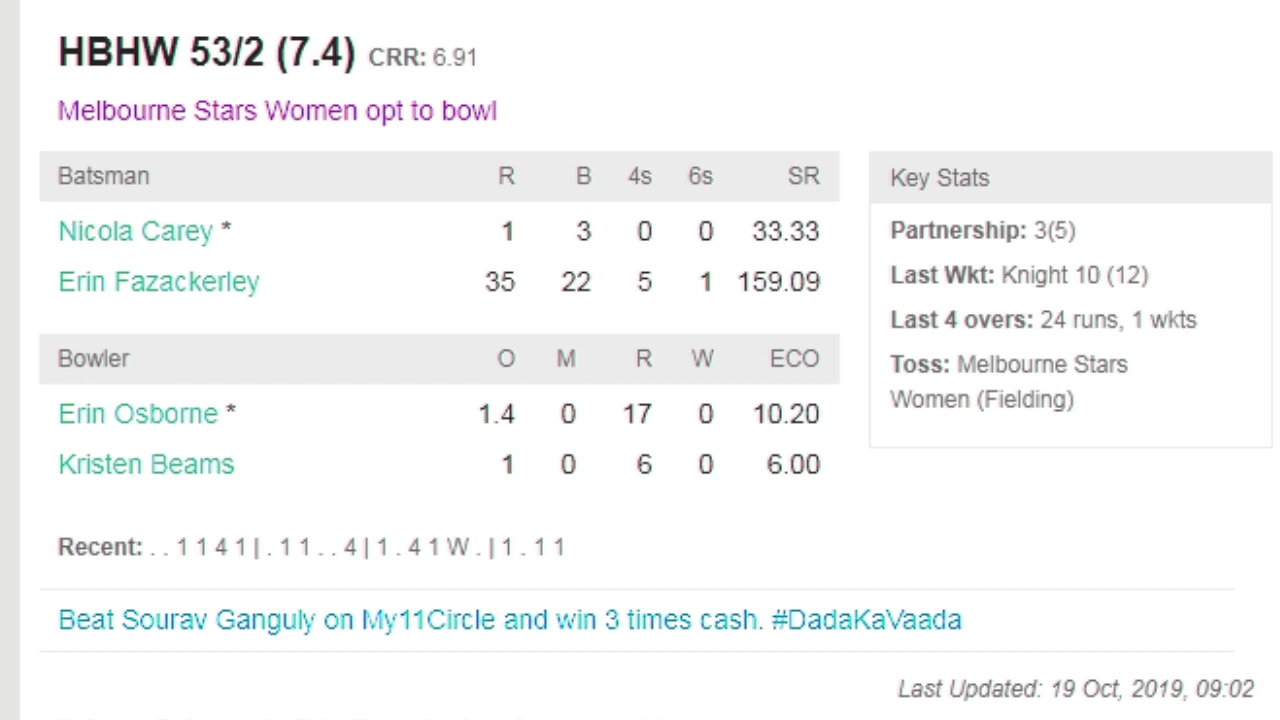 HBHW 53/2 (7.4) CRR: 6.91
Melbourne Stars Women opt to bowl
Batsman R B 4s 6s SR
Nicola Carey * 1 3 0 0 33.33
Erin Fazackerley 35 22 5 1 159.09
Bowler O M R W ECO
Erin Osborne * 1.4 0 17 0 10.20
Kristen Beams 1 0 6 0 6.00
Key Stats
Partnership: 3(5)
Last Wkt: Knight 10 (12)
Last 4 overs: 24 runs, 1 wkts
Toss: Melbourne Stars
Women (Fielding)
Recent: . . 1 1 4 1 | . 1 1 . . 4 | 1 . 4 1 W . | 1 . 1 1
Beat Sourav Ganguly on My11Circle and win 3 times cash. #DadaKaVaada
Last Updated: 19 Oct, 2019, 09:02